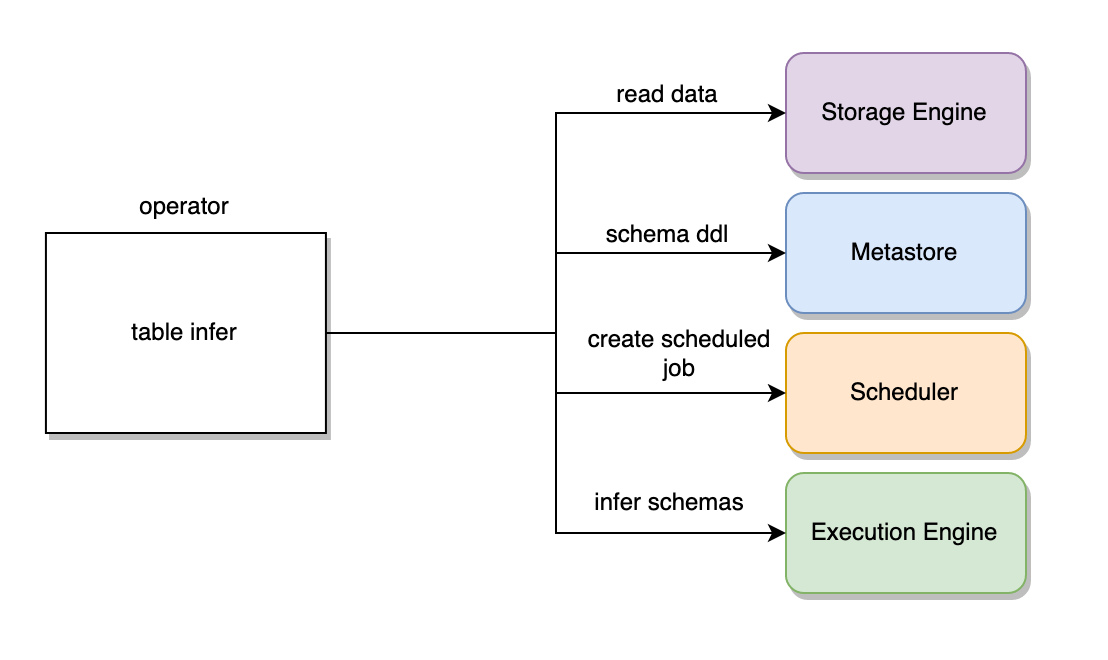 operator
table infer
read data
Storage Engine
schema ddl
Metastore
create scheduled
job
Scheduler
infer schemas
Execution Engine